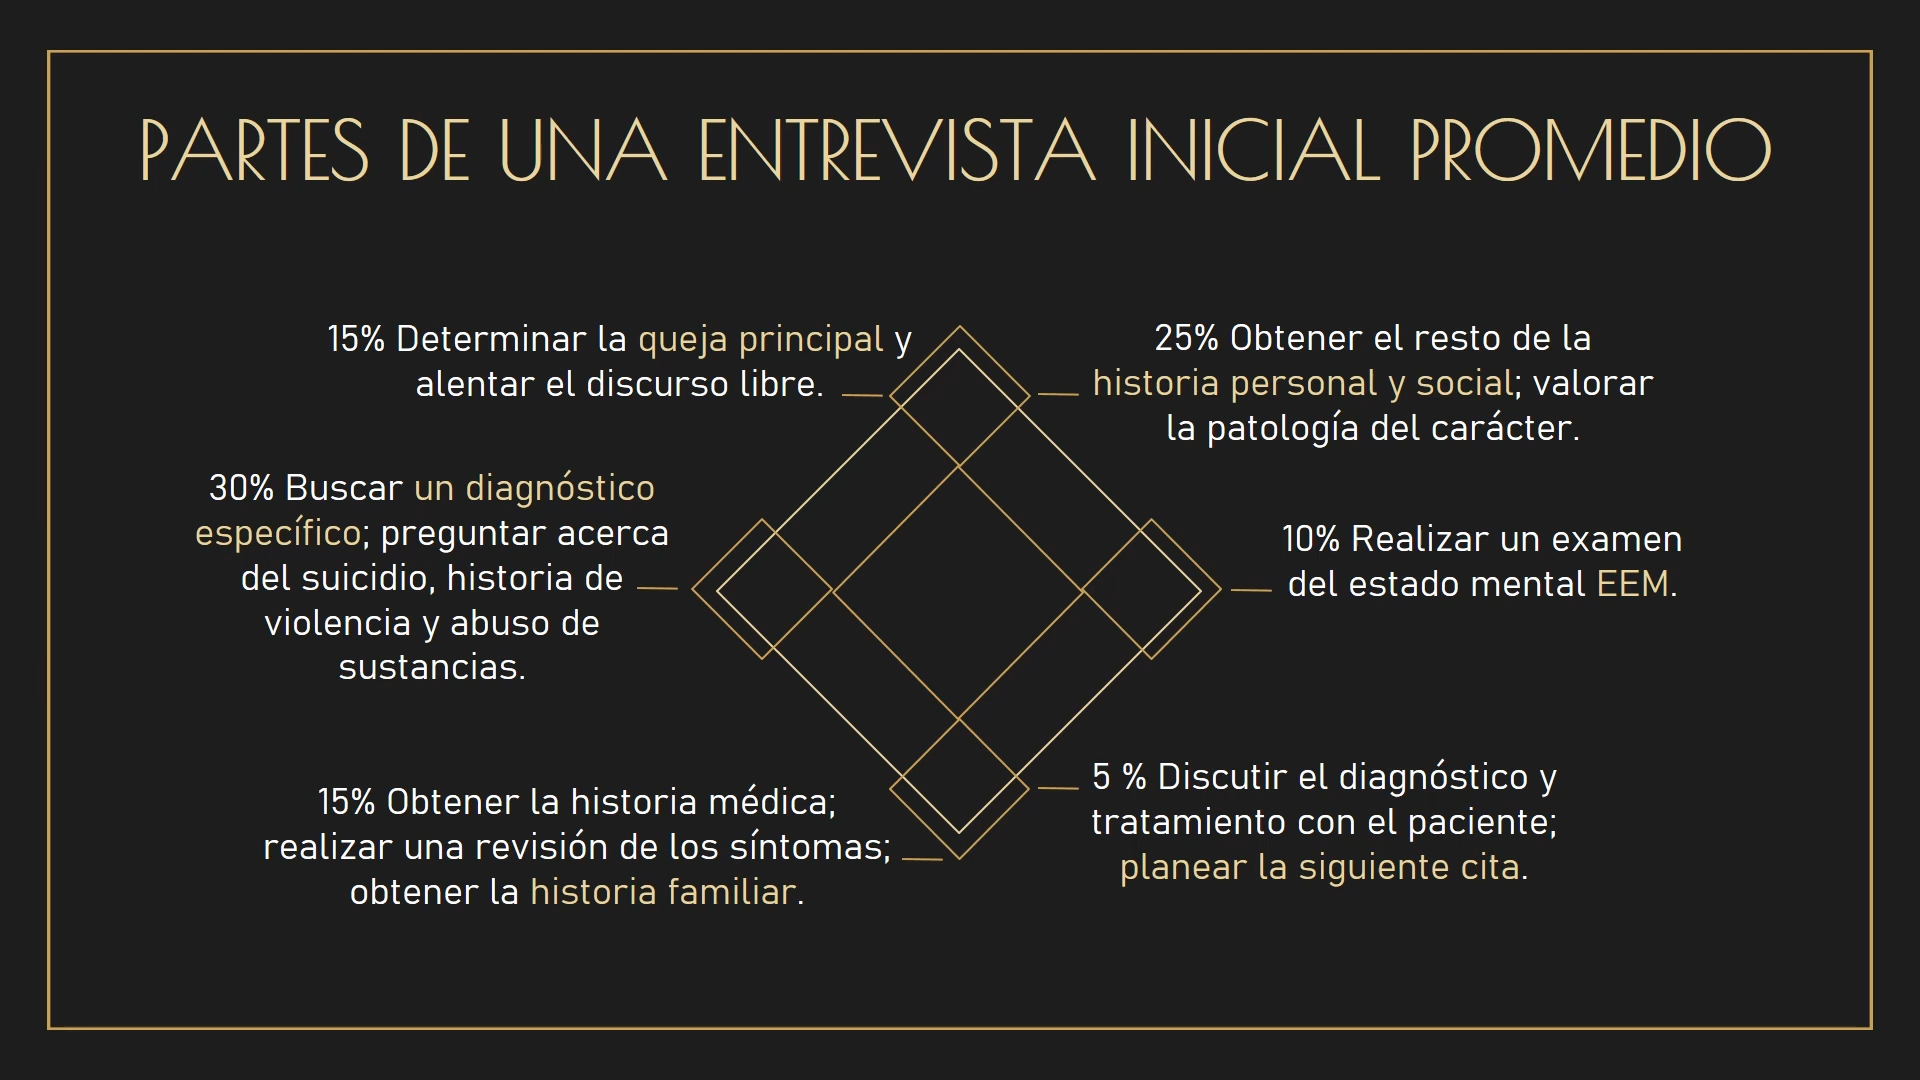 PARTES DE UNA ENTREVISTA INICIAL PROMEDIO
15% Determinar la queja principal y
alentar el discurso libre.
30% Buscar un diagnóstico
específico; preguntar acerca
del suicidio, historia de
violencia y abuso de
sustancias.
15% Obtener la historia médica;
realizar una revisión de los síntomas;
obtener la historia familiar.
25% Obtener el resto de la
historia personal y social; valorar
la patología del carácter.
10% Realizar un examen
del estado mental EEM.
5 % Discutir el diagnóstico y
tratamiento con el paciente;
planear la siguiente cita.